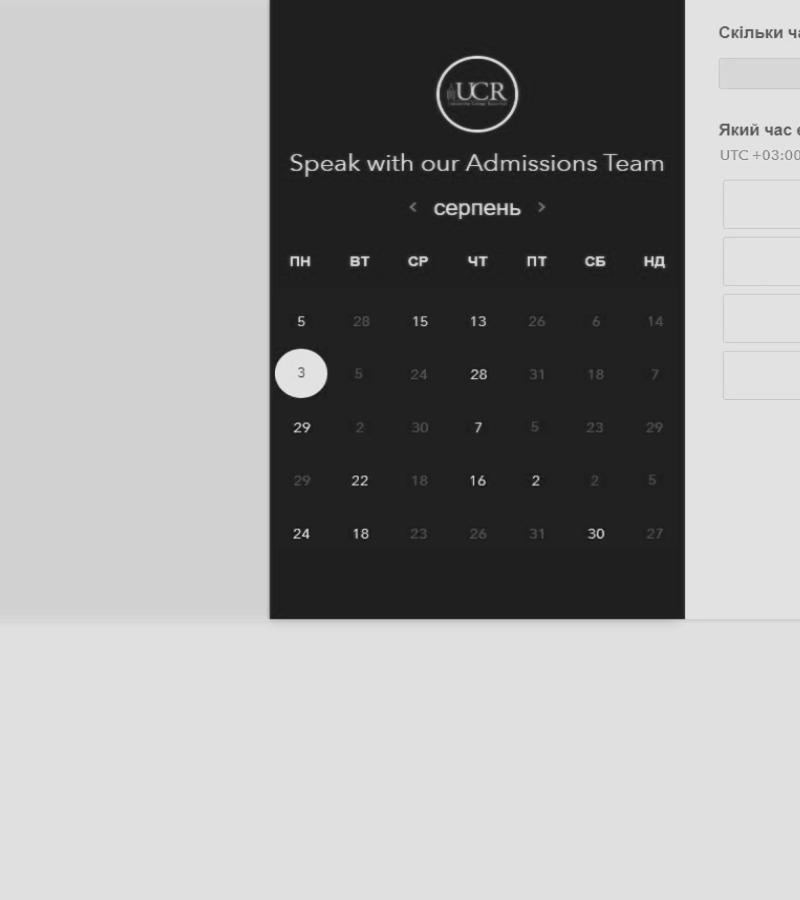 UCR
Speak with our Admissions Team
< серпень >
ПН ВТ СР ЧТ ПТ СБ НД
5 28 15 13 26 6 14
3 5 24 28 31 18 7
29 2 30 7 5 23 29
29 22 18 16 2 2 5
24 18 23 26 31 30 27
Скільки
Який час
UTC +03:00